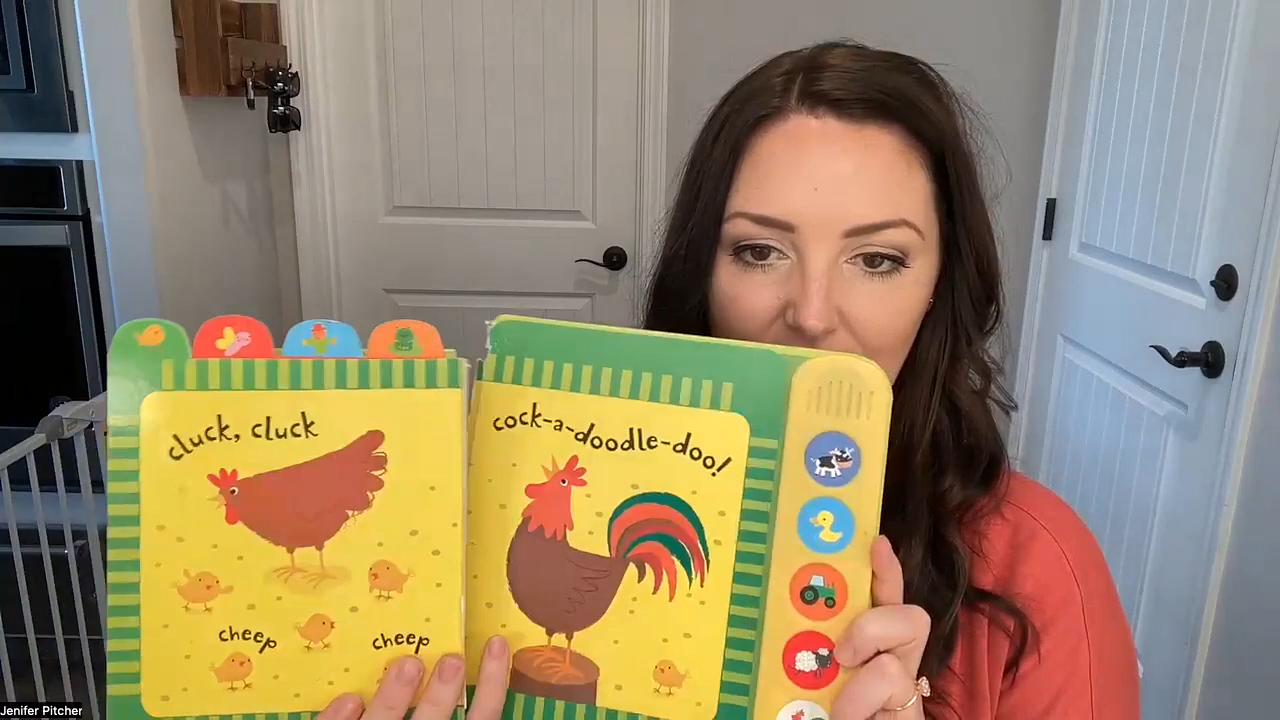 cluck, cluck
cock-a-doodle-doo!
cheep
cheep
Jenifer Pitcher